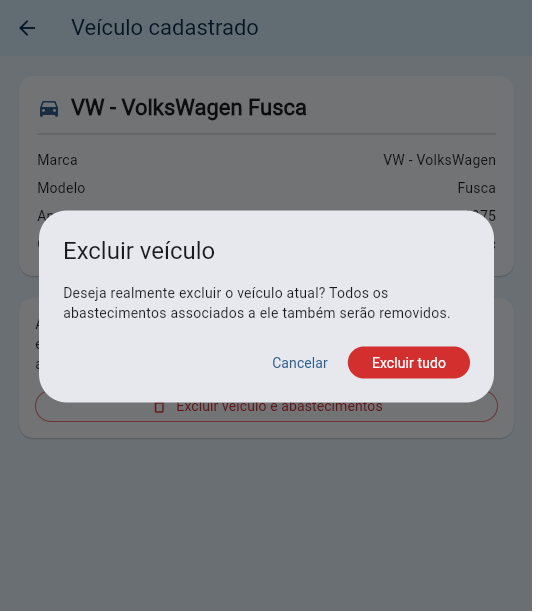 Veículo cadastrado
VW - VolksWagen Fusca
Marca VW - VolksWagen
Modelo Fusca
Excluir veículo
Deseja realmente excluir o veículo atual? Todos os
abastecimentos associados a ele também serão removidos.
Cancelar Excluir tudo
Excluir veículo e abastecimentos